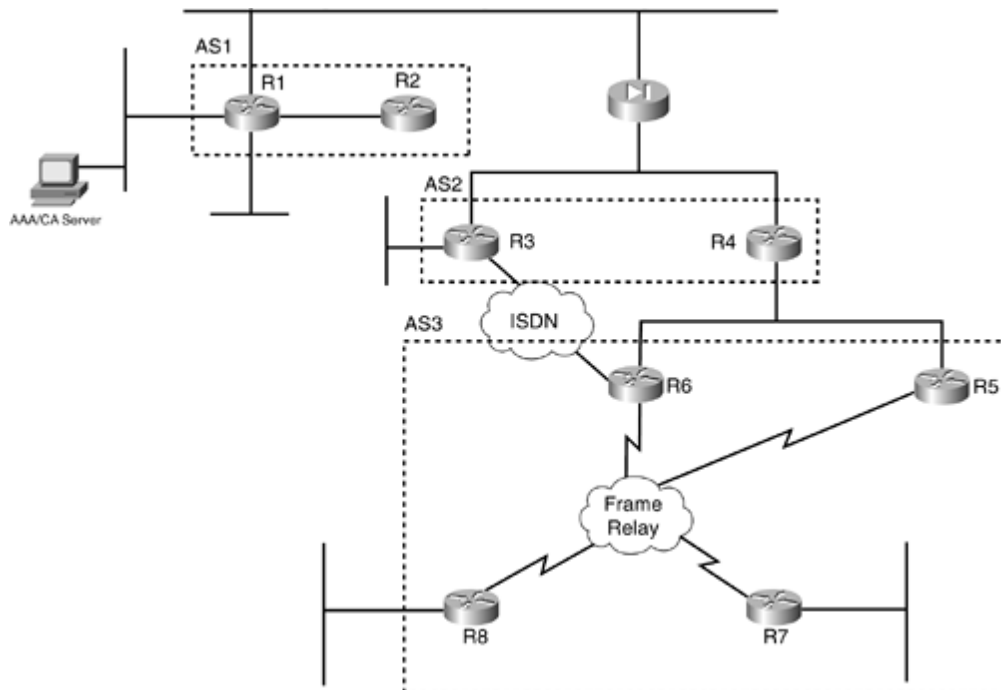 AS1
R1
R2
AAA/CA Server
AS2
R3
R4
ISDN
AS3
R6
R5
Frame
Relay
R8
R7